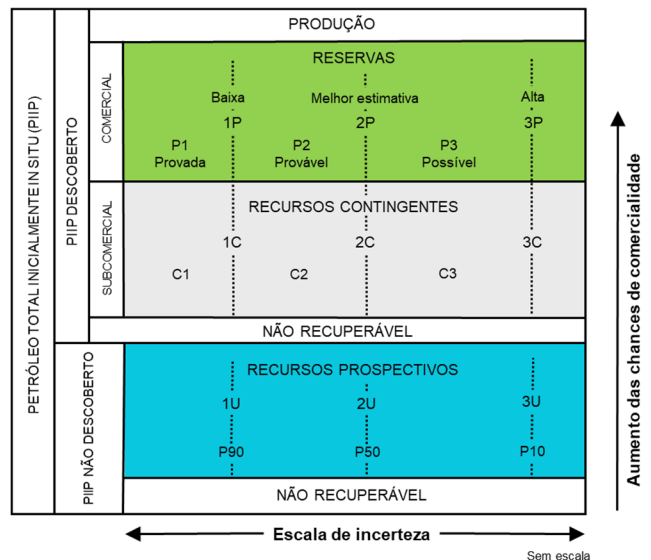 PRODUÇÃO
PETRÓLEO TOTAL INICIALMENTE IN SITU (PIIP)
PIIP DESCOBERTO
COMERCIAL
RESERVAS
Baixa Melhor estimativa Alta
1P 2P 3P
P1 P2 P3
Provada Provável Possível
SUBCOMERCIAL
RECURSOS CONTINGENTES
1C 2C 3C
C1 C2 C3
NÃO RECUPERÁVEL
PIIP NÃO DESCOBERTO
RECURSOS PROSPECTIVOS
1U 2U 3U
P90 P50 P10
NÃO RECUPERÁVEL
Aumento das chances de comercialidade
Escala de incerteza
Sem escala